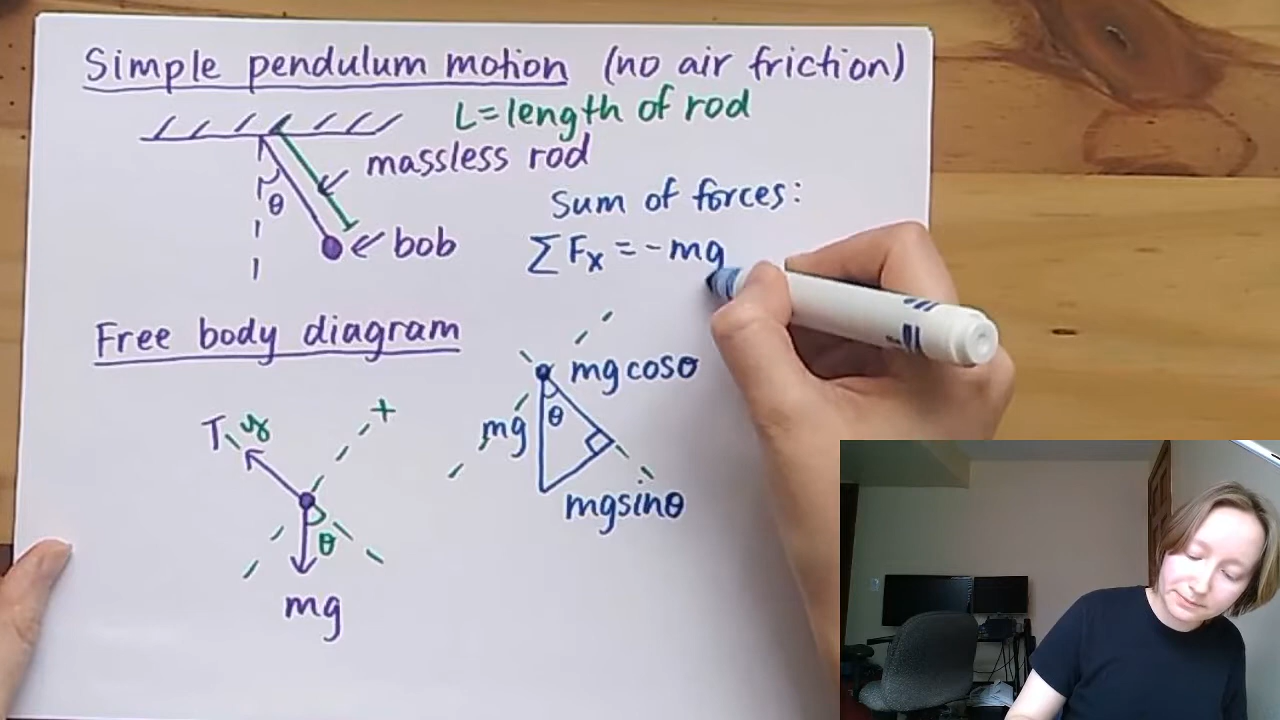 Simple pendulum motion (no air friction)
L=length of rod
massless rod
θ
bob
Sum of forces:
ΣFx = -mg
Free body diagram
mg cosθ
θ
mg
mgsinθ
T
y
+
θ
mg